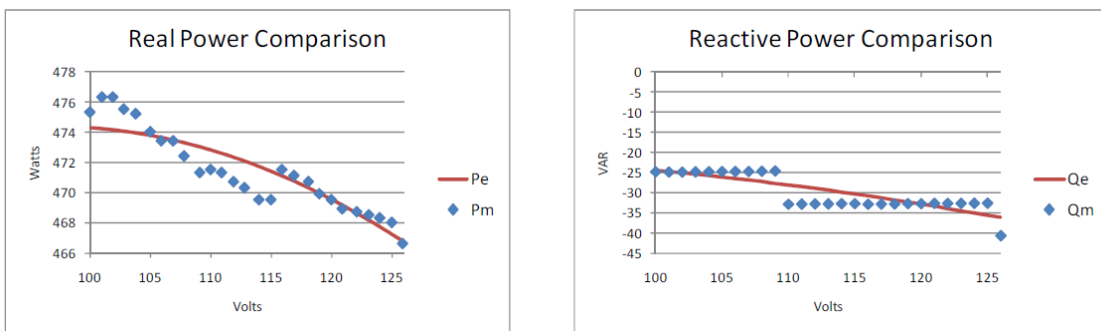 Real Power Comparison
478
476
474
472
470
468
466
Watts
100
105
110
115
120
125
Volts
Pe
Pm
Reactive Power Comparison
0
-5
-10
-15
-20
-25
-30
-35
-40
-45
VAR
100
105
110
115
120
125
Volts
Qe
Qm